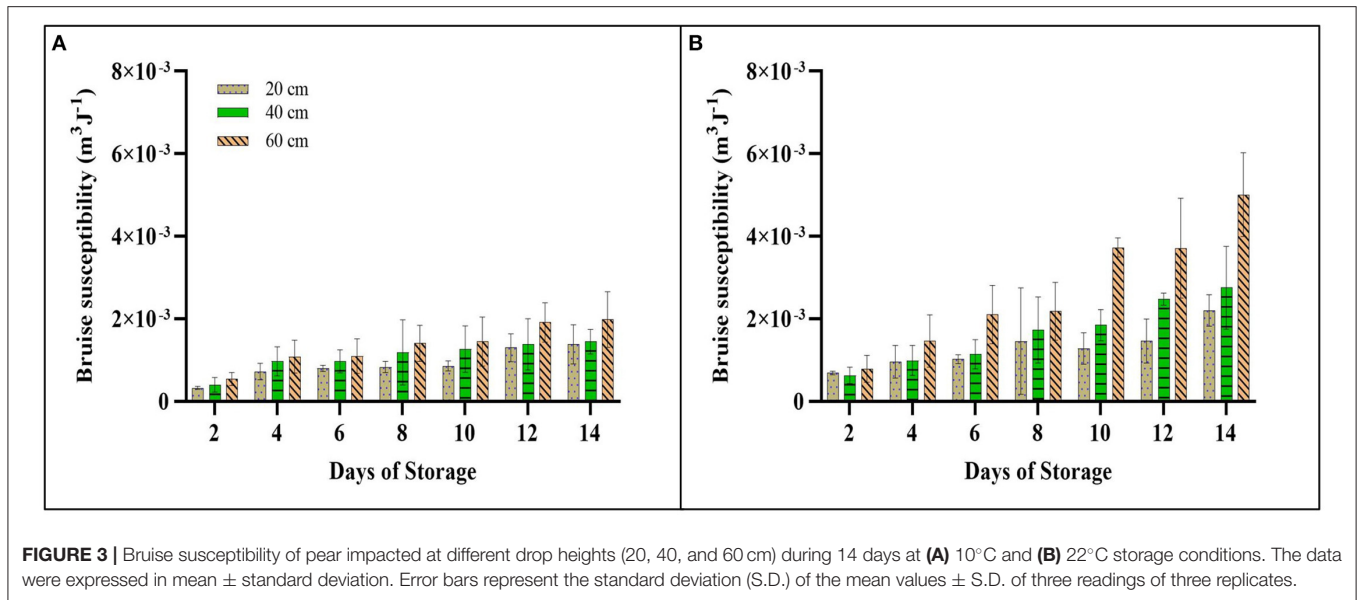 A
Bruise susceptibility (m³ J⁻¹)
8×10⁻³
6×10⁻³
4×10⁻³
2×10⁻³
0
20 cm
40 cm
60 cm
2 4 6 8 10 12 14
Days of Storage
B
Bruise susceptibility (m³ J⁻¹)
8×10⁻³
6×10⁻³
4×10⁻³
2×10⁻³
0
2 4 6 8 10 12 14
Days of Storage
FIGURE 3 | Bruise susceptibility of pear impacted at different drop heights (20, 40, and 60 cm) during 14 days at (A) 10°C and (B) 22°C storage conditions. The data
were expressed in mean ± standard deviation. Error bars represent the standard deviation (S.D.) of the mean values ± S.D. of three readings of three replicates.